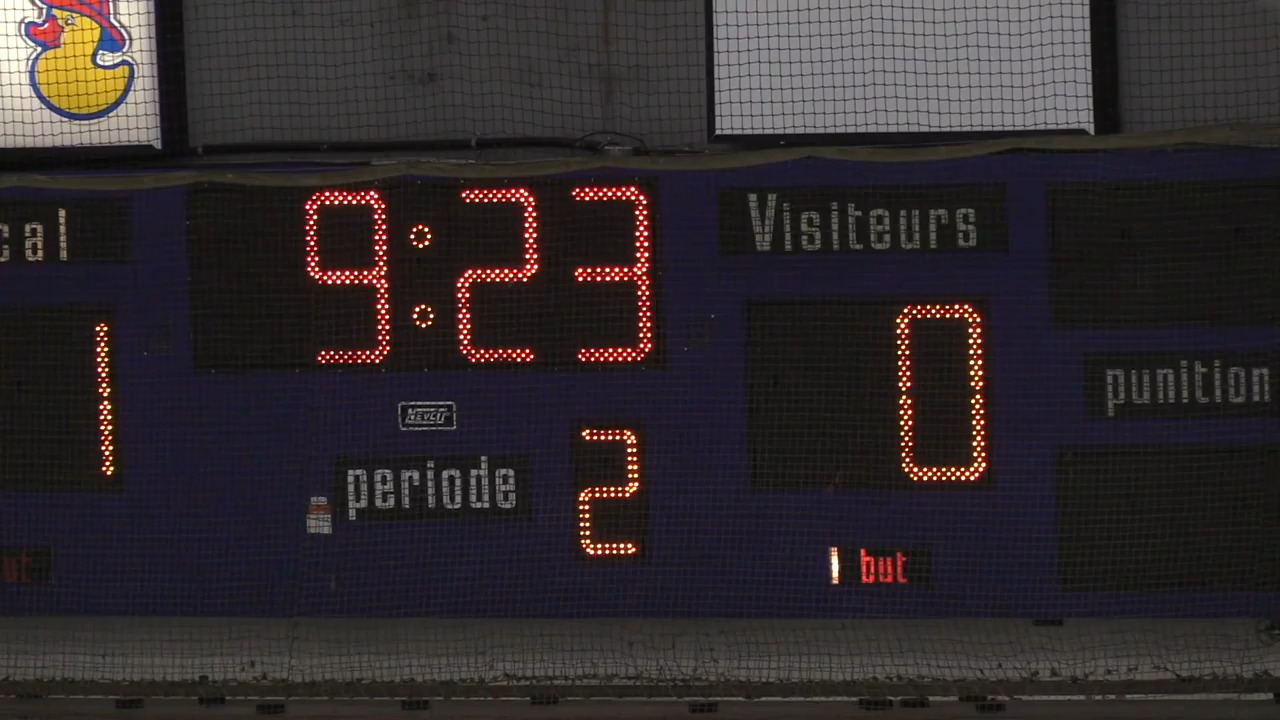 9:23
cal
Visiteurs
1
0
punition
NEVCO
periode
2
but